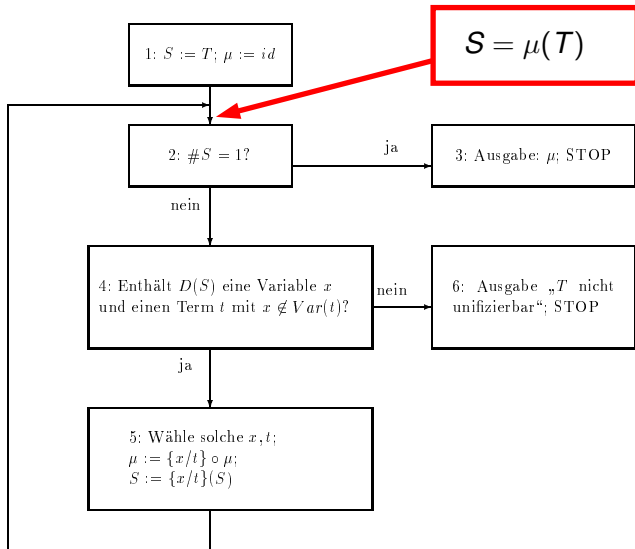 S = μ(T)
1: S := T; μ := id
2: #S = 1?
ja
3: Ausgabe: μ; STOP
nein
4: Enthält D(S) eine Variable x
und einen Term t mit x ∉ Var(t)?
nein
6: Ausgabe „T nicht
unifizierbar“; STOP
ja
5: Wähle solche x, t;
μ := {x/t} ∘ μ;
S := {x/t}(S)